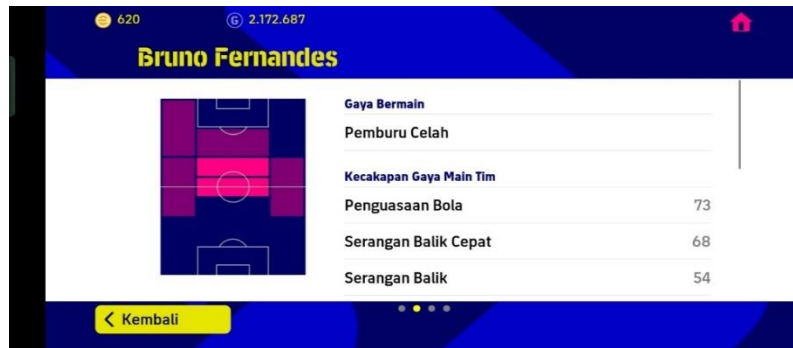 620
G 2.172.687
Bruno Fernandes
Gaya Bermain
Pemburu Celah
Kecakapan Gaya Main Tim
Penguasaan Bola 73
Serangan Balik Cepat 68
Serangan Balik 54
Kembali